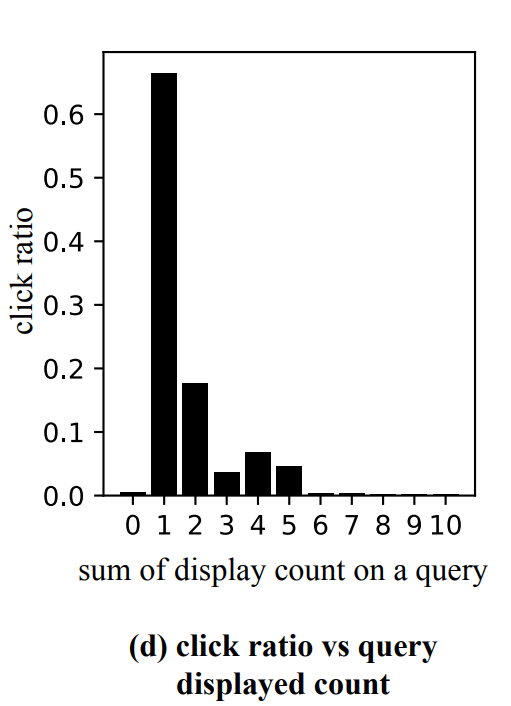 0.6
0.5
0.4
0.3
0.2
0.1
0.0
click ratio
0 1 2 3 4 5 6 7 8 9 10
sum of display count on a query
(d) click ratio vs query
displayed count